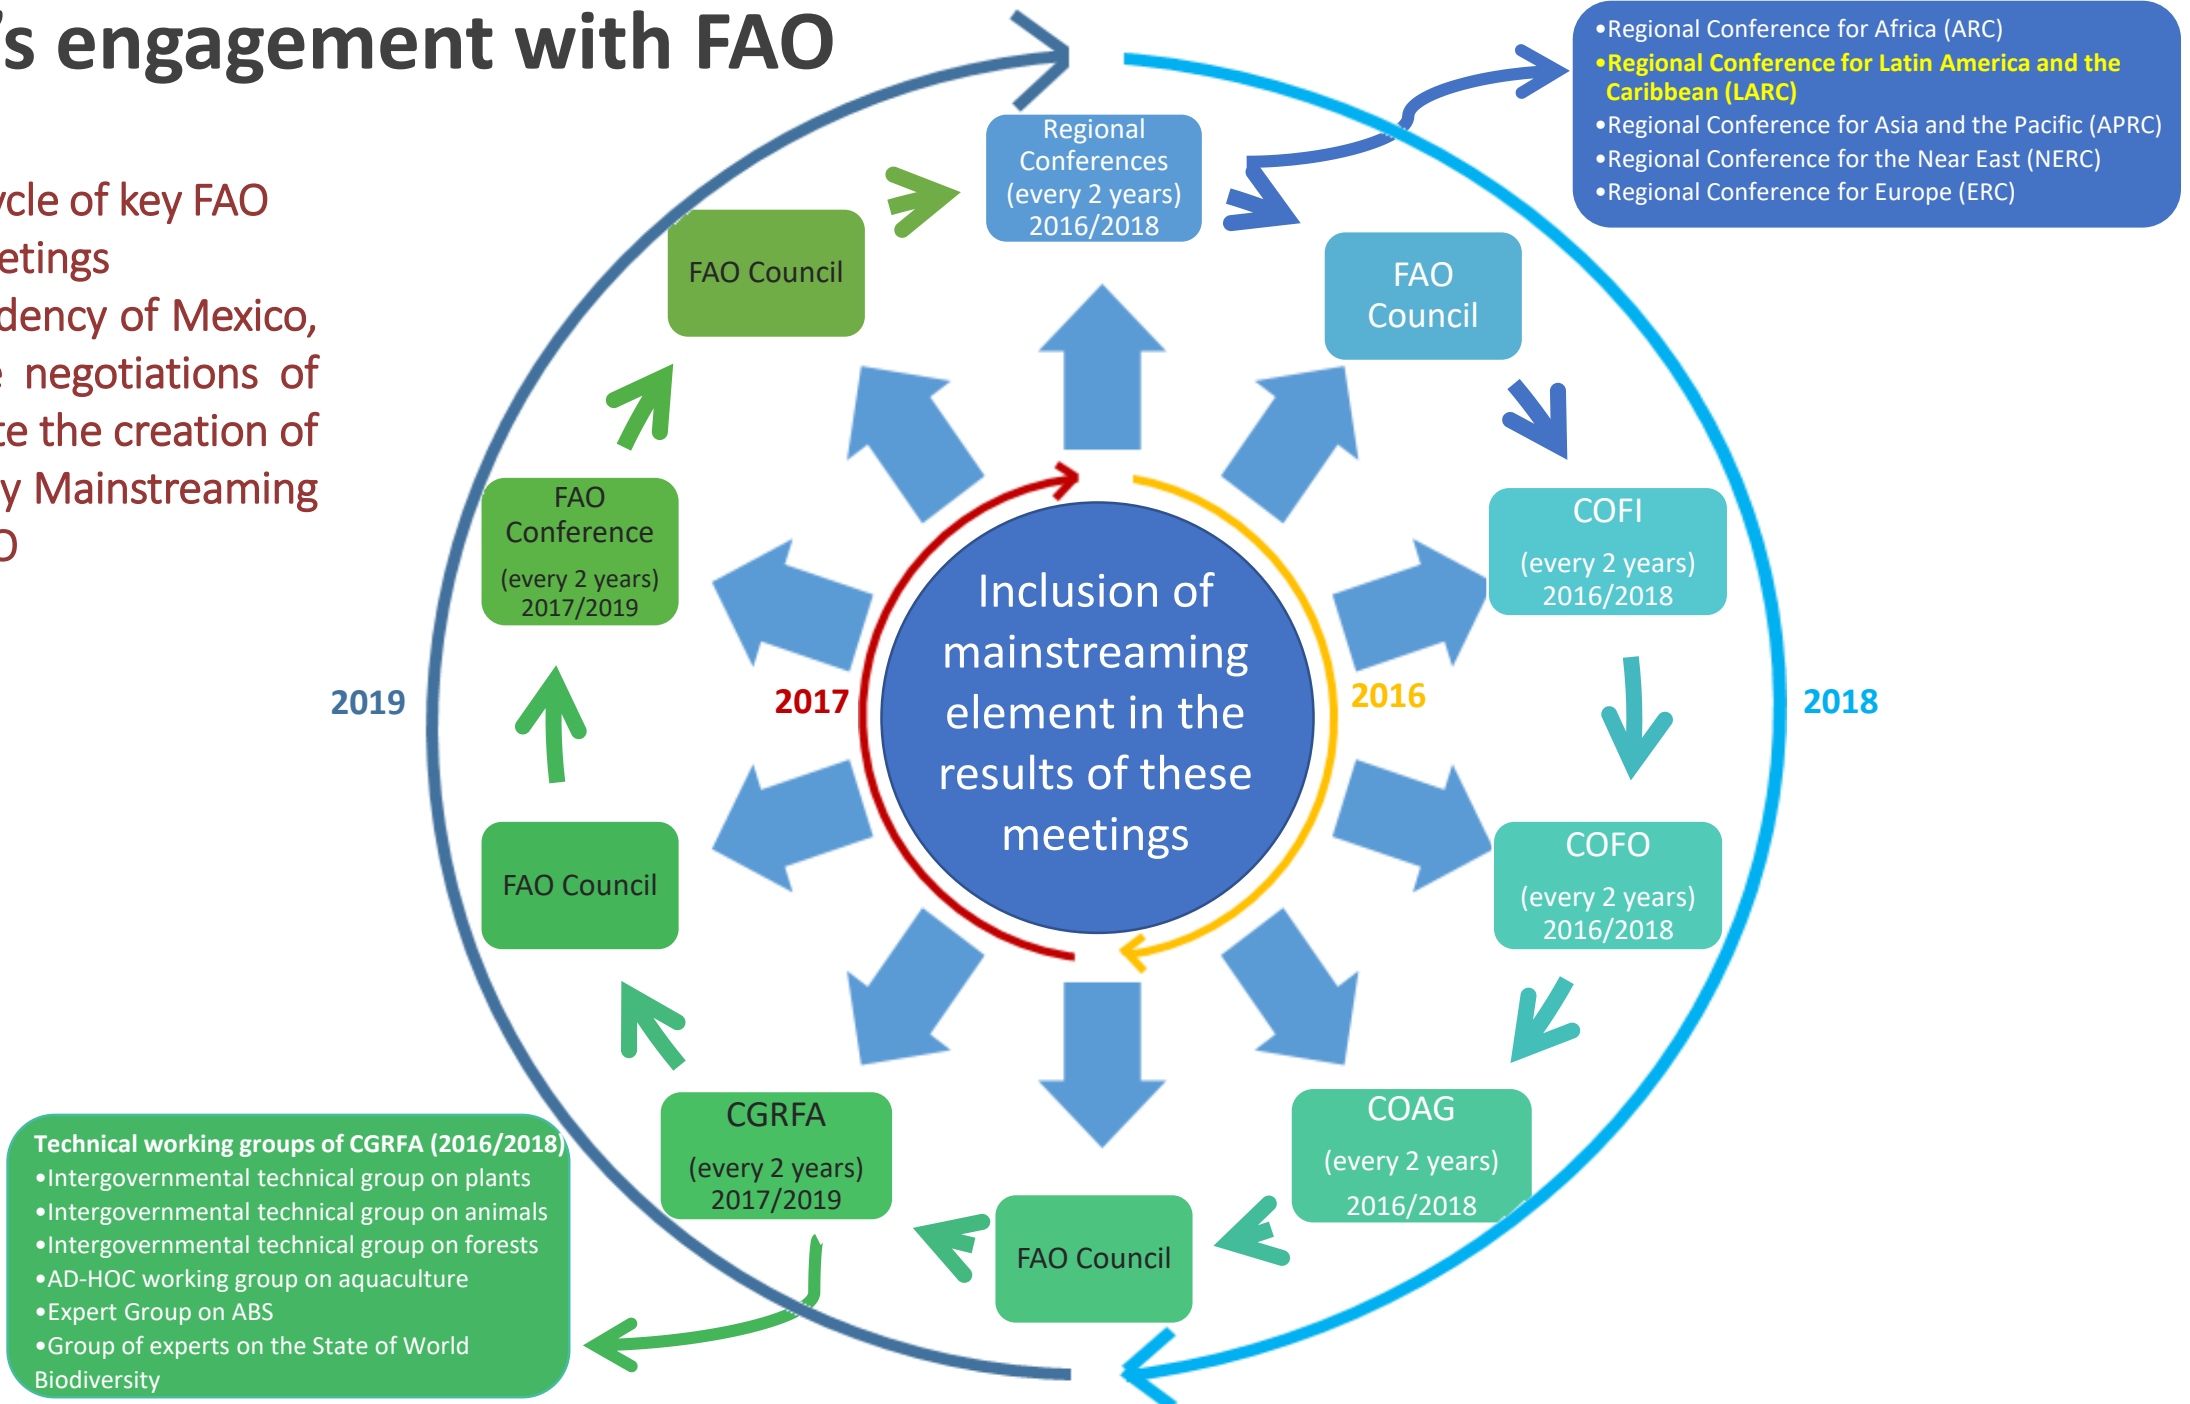 's engagement with FAO
ycle of key FAO
etings
dency of Mexico,
e negotiations of
te the creation of
y Mainstreaming
O
•Regional Conference for Africa (ARC)
•Regional Conference for Latin America and the
Caribbean (LARC)
•Regional Conference for Asia and the Pacific (APRC)
•Regional Conference for the Near East (NERC)
•Regional Conference for Europe (ERC)
Regional
Conferences
(every 2 years)
2016/2018
FAO
Council
COFI
(every 2 years)
2016/2018
COFO
(every 2 years)
2016/2018
COAG
(every 2 years)
2016/2018
FAO Council
CGRFA
(every 2 years)
2017/2019
FAO Council
FAO
Conference
(every 2 years)
2017/2019
FAO Council
Inclusion of
mainstreaming
element in the
results of these
meetings
2019
2017
2016
2018
Technical working groups of CGRFA (2016/2018)
•Intergovernmental technical group on plants
•Intergovernmental technical group on animals
•Intergovernmental technical group on forests
•AD-HOC working group on aquaculture
•Expert Group on ABS
•Group of experts on the State of World
Biodiversity